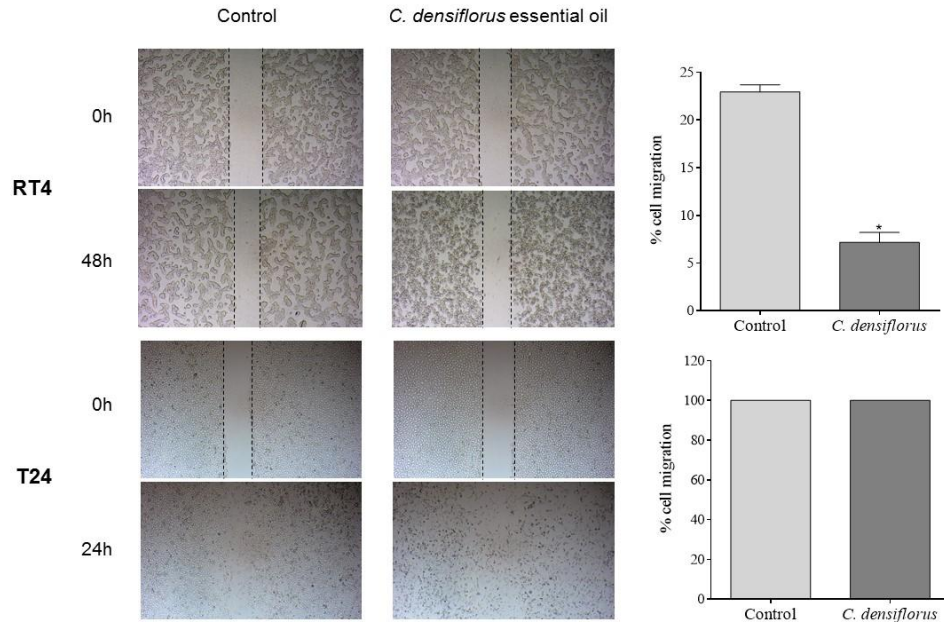 Control
C. densiflorus essential oil
RT4
0h
48h
T24
0h
24h
% cell migration
25
20
15
10
5
0
*
Control
C. densiflorus
% cell migration
120
100
80
60
40
20
0
Control
C. densiflorus